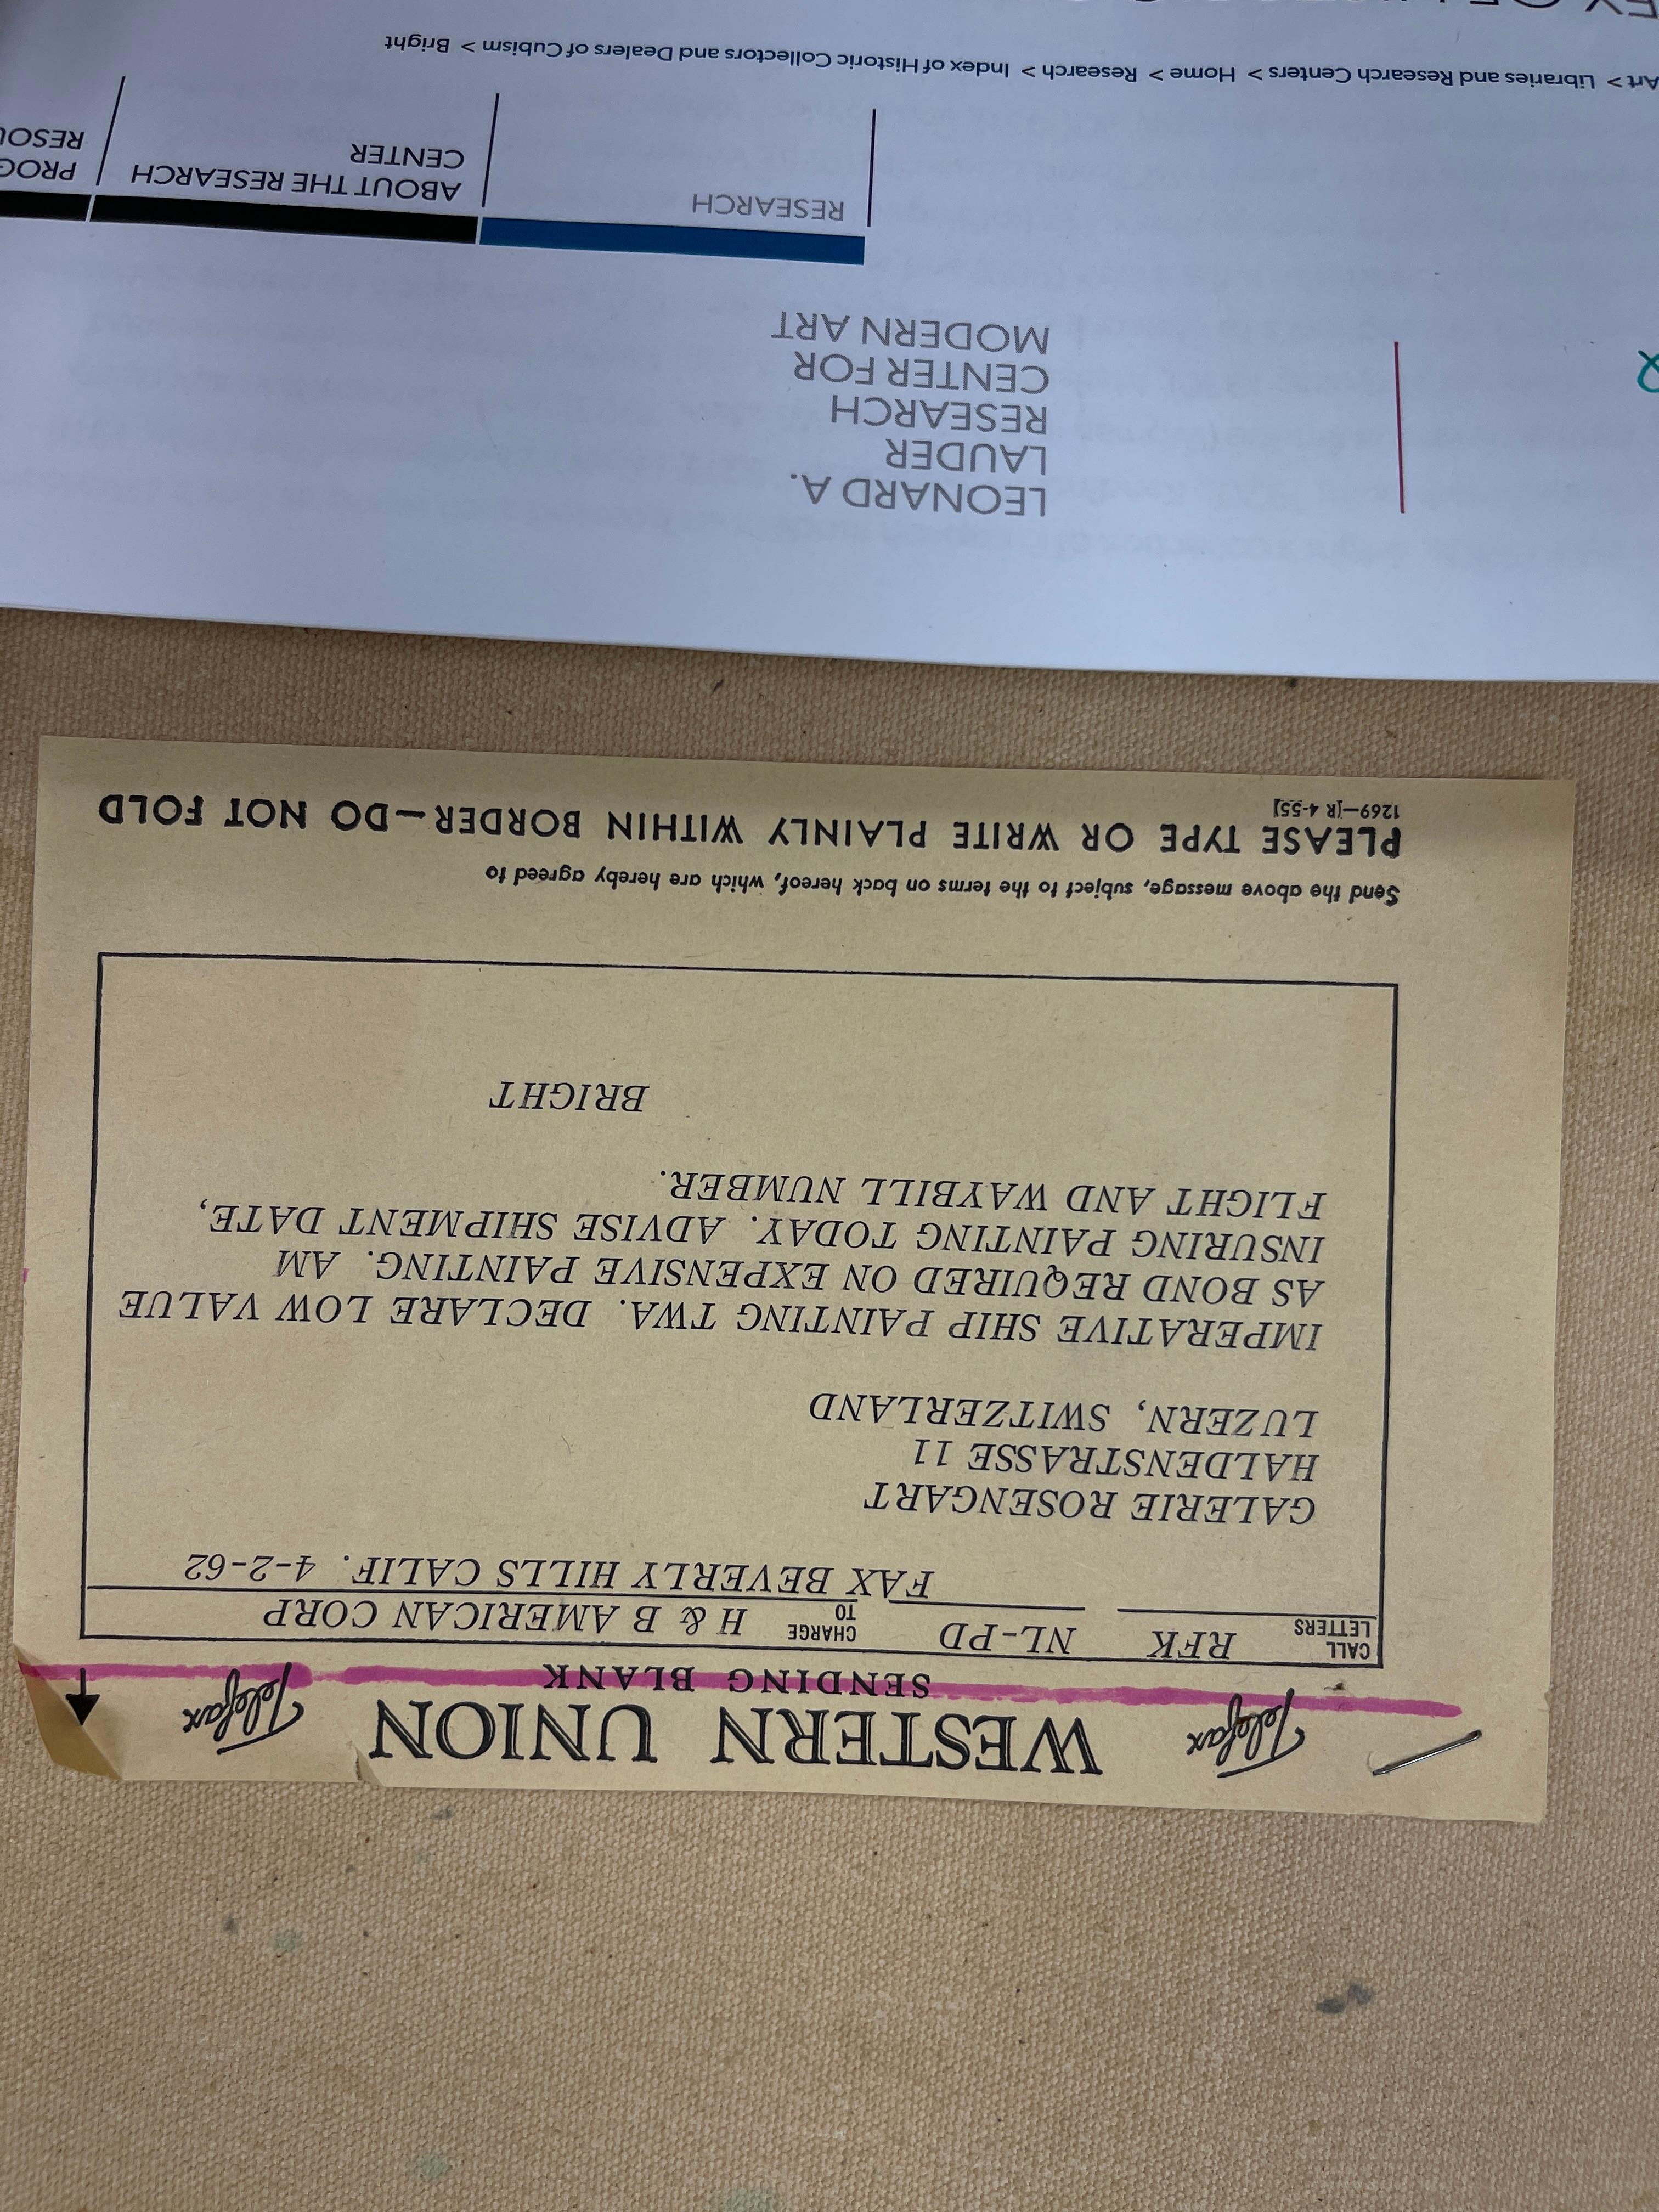 Telefax WESTERN UNION Telefax
SENDING BLANK
CALL LETTERS RFK NL-PD CHARGE TO H & B AMERICAN CORP
FAX BEVERLY HILLS CALIF. 4-2-62
GALERIE ROSENGART
HALDENSTRASSE 11
LUZERN, SWITZERLAND
IMPERATIVE SHIP PAINTING TWA. DECLARE LOW VALUE
AS BOND REQUIRED ON EXPENSIVE PAINTING. AM
INSURING PAINTING TODAY. ADVISE SHIPMENT DATE,
FLIGHT AND WAYBILL NUMBER.
BRIGHT
Send the above message, subject to the terms on back hereof, which are hereby agreed to
PLEASE TYPE OR WRITE PLAINLY WITHIN BORDER—DO NOT FOLD
1269—(R 4-55)
LEONARD A.
LAUDER
RESEARCH
CENTER FOR
MODERN ART
RESEARCH
ABOUT THE RESEARCH
CENTER
Art > Libraries and Research Centers > Home > Research > Index of Historic Collectors and Dealers of Cubism > Bright